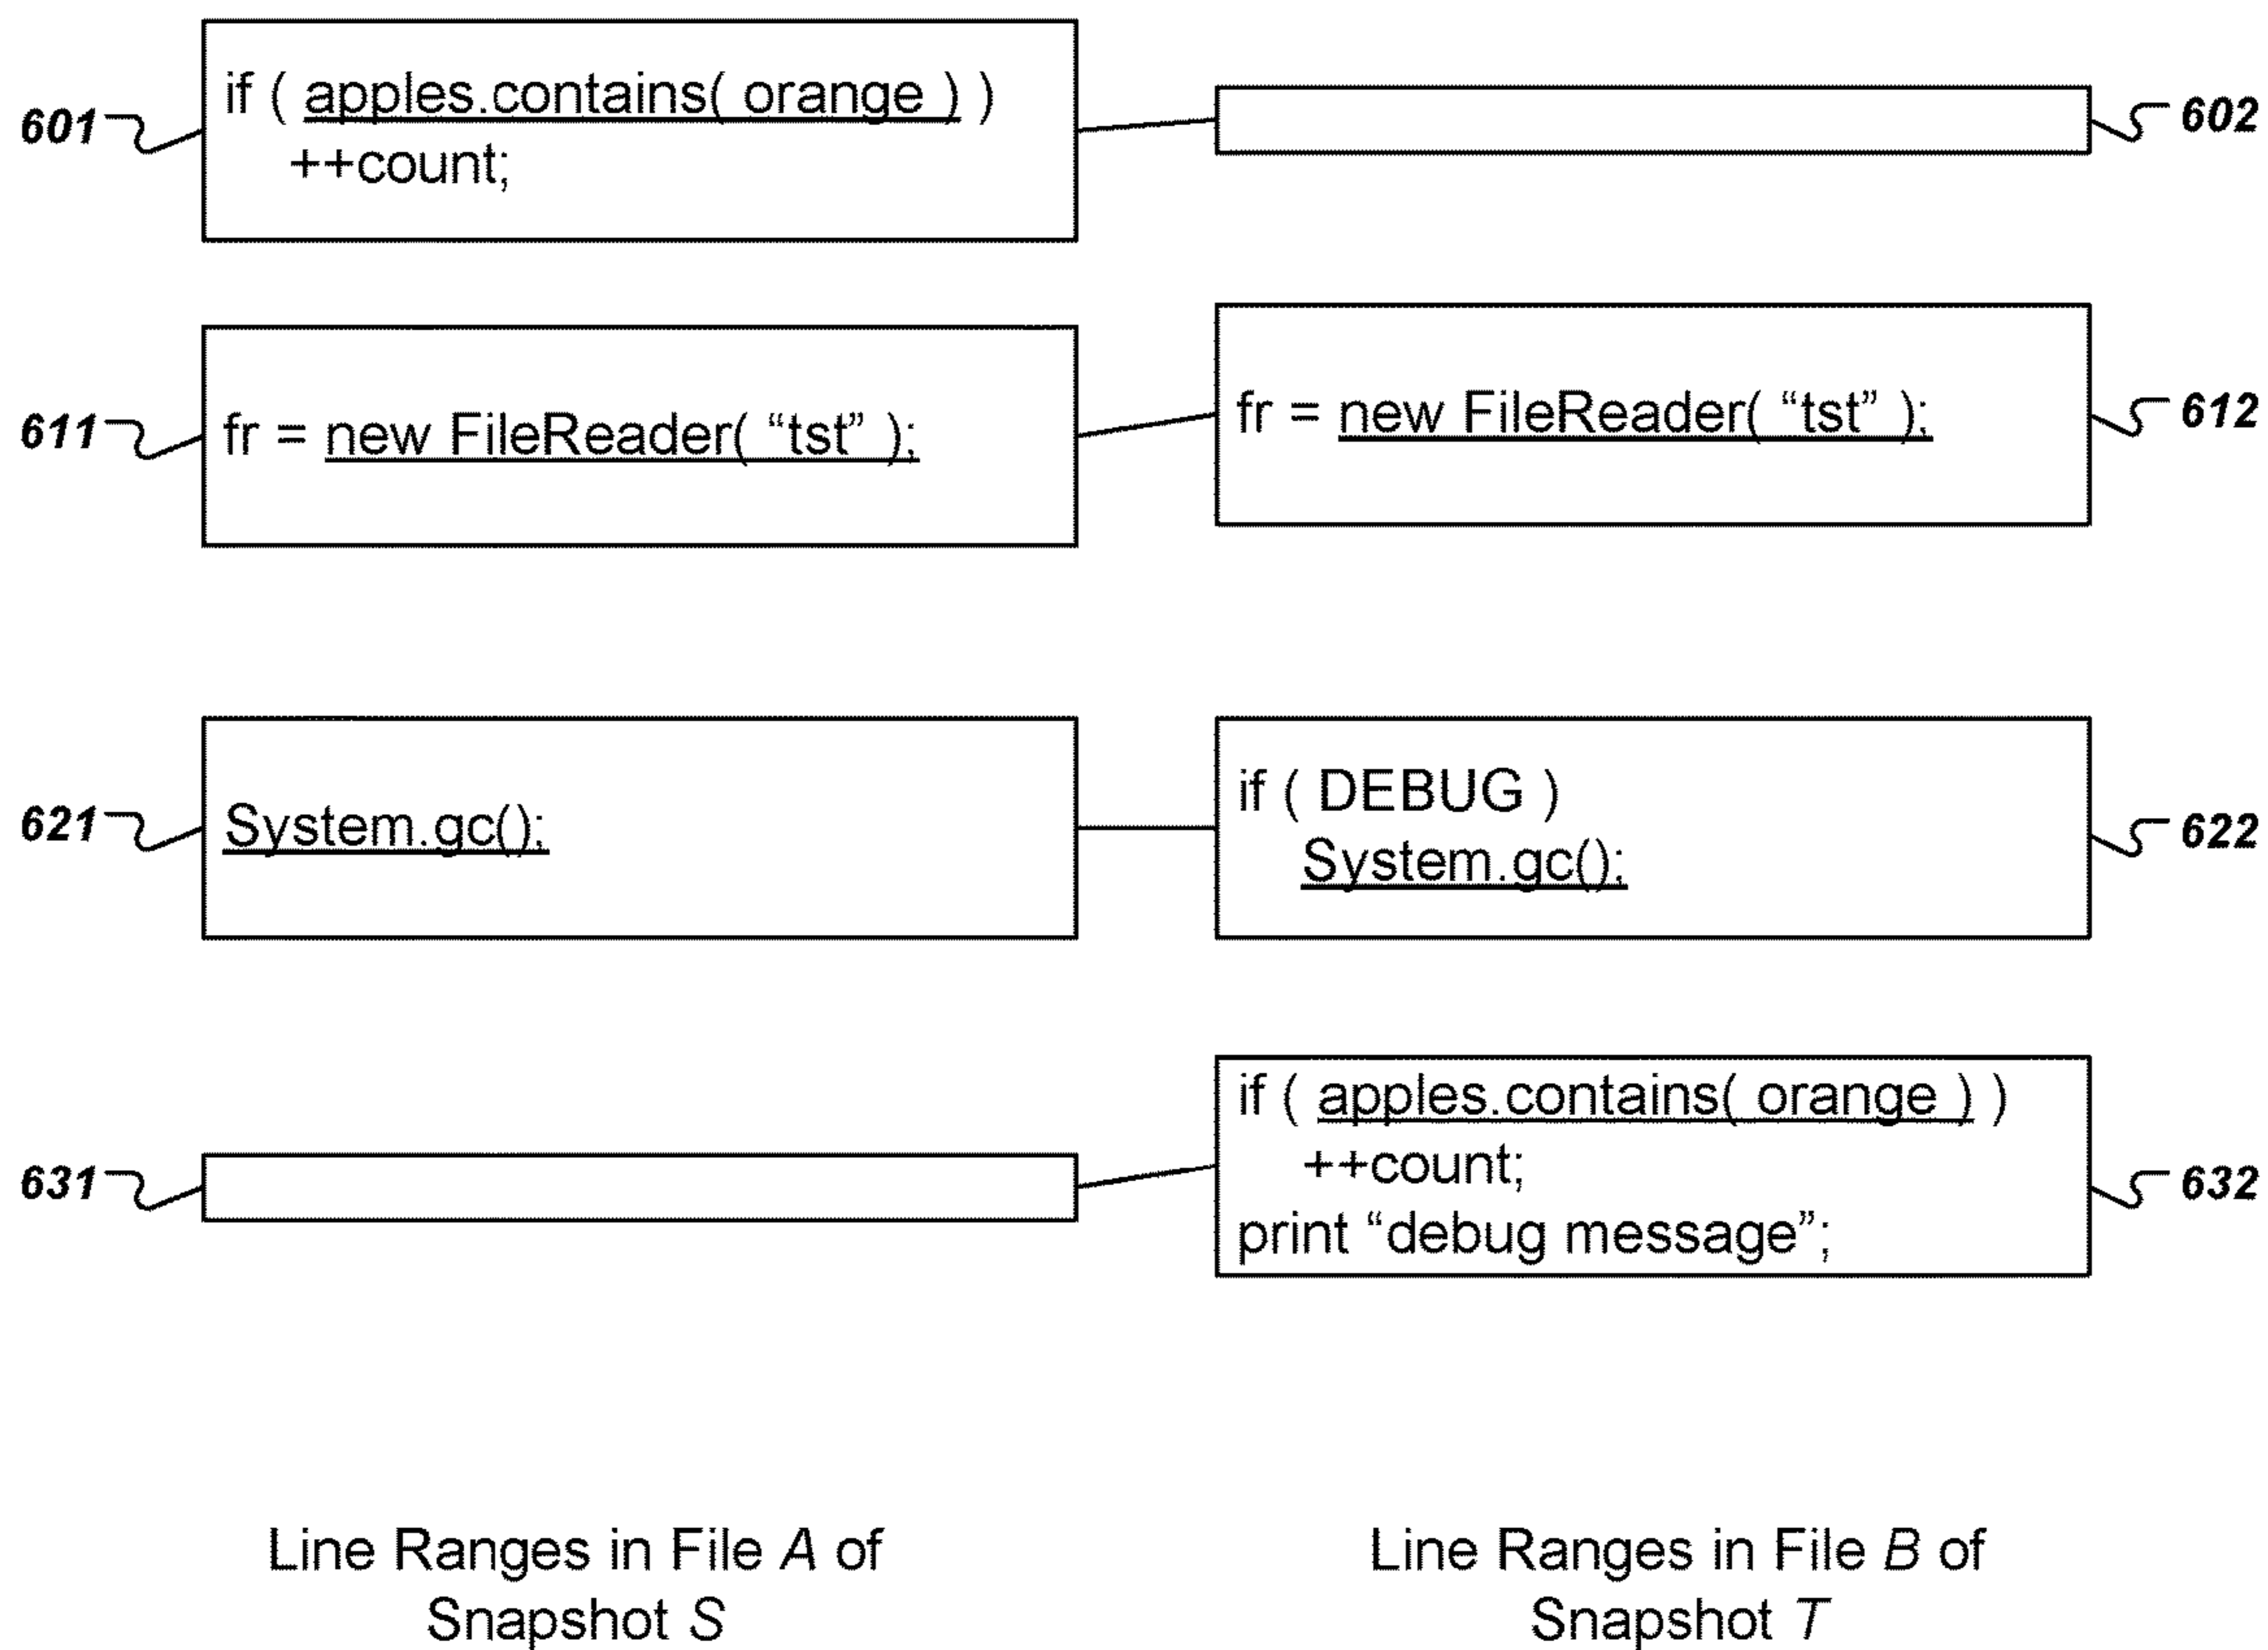 601
if ( apples.contains( orange ) )
++count;
602
611
fr = new FileReader( “tst” );
fr = new FileReader( “tst” );
612
621
System.gc();
if ( DEBUG )
System.gc();
622
631
if ( apples.contains( orange ) )
++count;
print “debug message”;
632
Line Ranges in File A of
Snapshot S
Line Ranges in File B of
Snapshot T